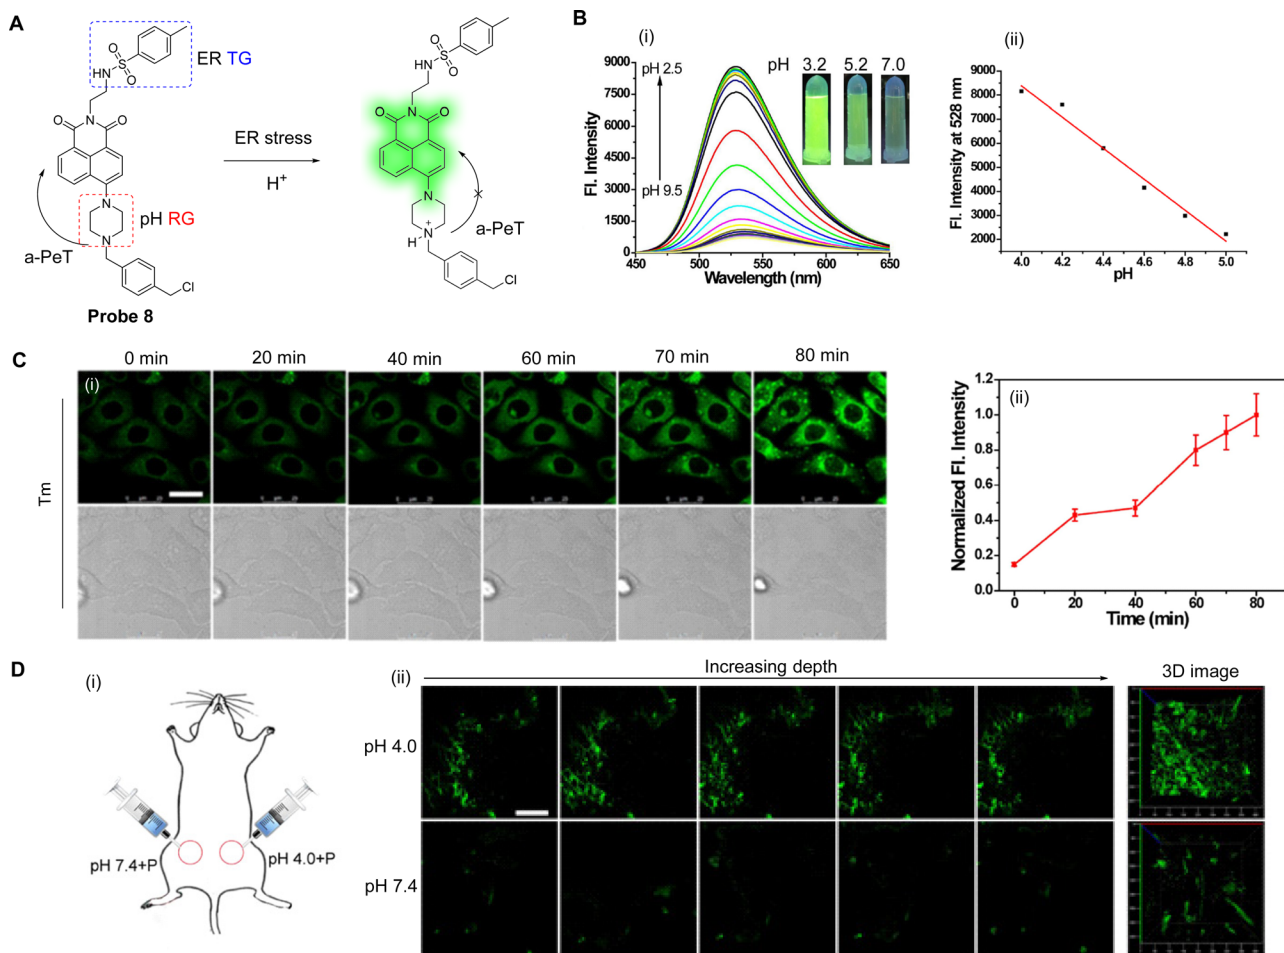 A
O
O
S
NH
ER TG
N
O
O
N
pH RG
N
a-PeT
Cl
Probe 8
ER stress
H+
O
O
S
NH
N
O
O
N
N
H
+
a-PeT
Cl
B
(i)
pH 2.5
pH 9.5
pH 3.2 5.2 7.0
Fl. Intensity
9000
7500
6000
4500
3000
1500
0
450 500 550 600 650
Wavelength (nm)
(ii)
Fl. Intensity at 528 nm
9000
8000
7000
6000
5000
4000
3000
2000
4.0 4.2 4.4 4.6 4.8 5.0
pH
C
0 min 20 min 40 min 60 min 70 min 80 min
(i)
Tm
(ii)
Normalized Fl. Intensity
1.2
1.0
0.8
0.6
0.4
0.2
0.0
0 20 40 60 80
Time (min)
D
(i)
pH 7.4+P
pH 4.0+P
(ii)
Increasing depth
3D image
pH 4.0
pH 7.4